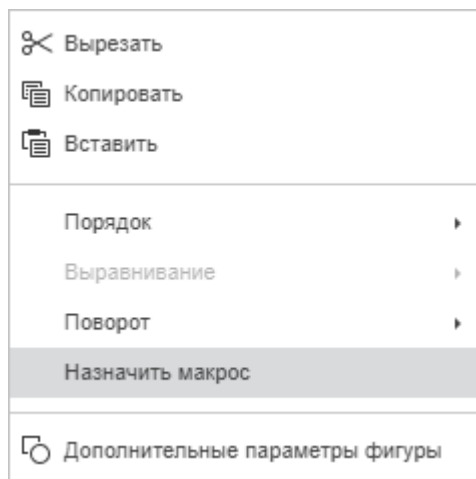 Вырезать
Копировать
Вставить
Порядок
Выравнивание
Поворот
Назначить макрос
Дополнительные параметры фигуры